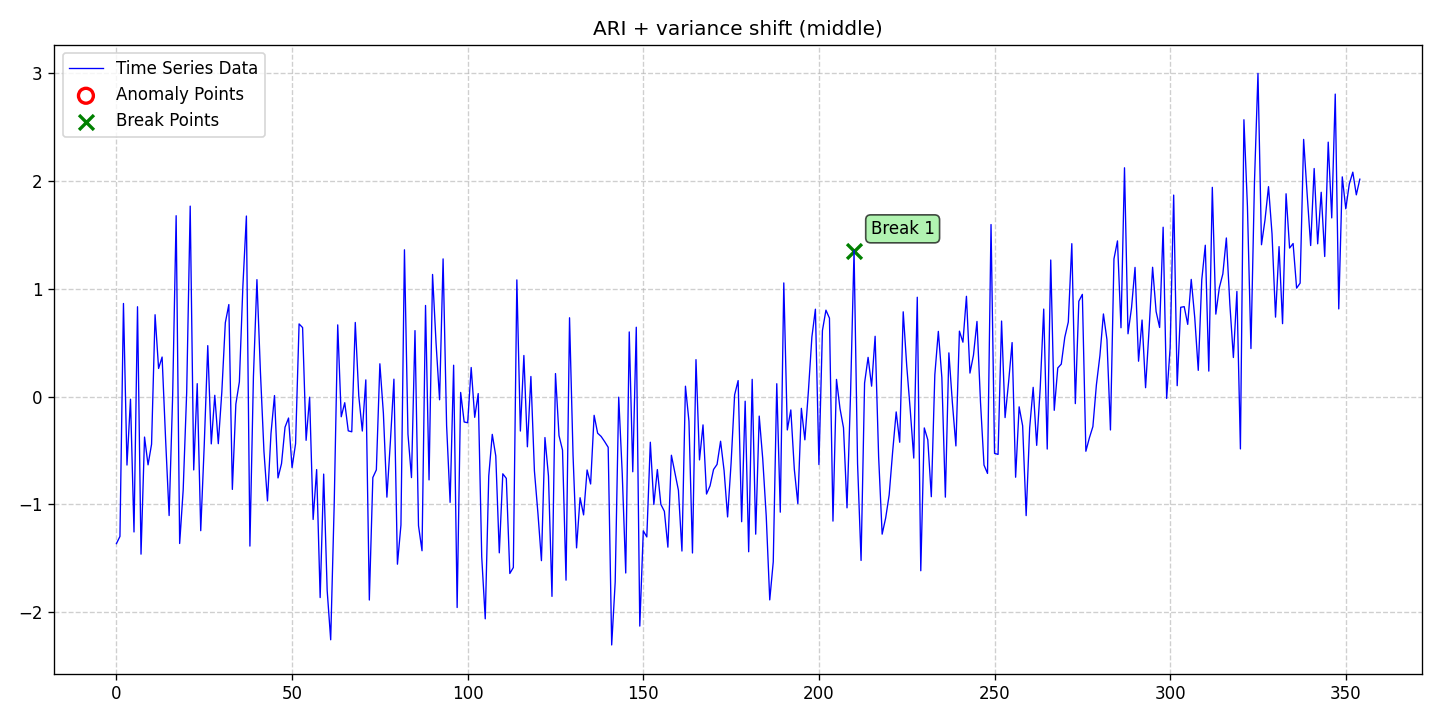 ARI + variance shift (middle)
Time Series Data
Anomaly Points
Break Points
Break 1
3
2
1
0
−1
−2
0 50 100 150 200 250 300 350